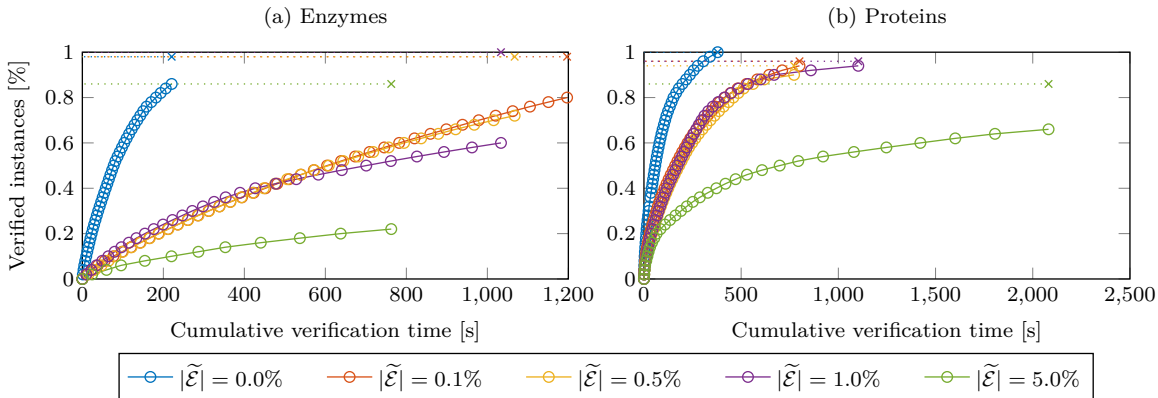 (a) Enzymes
(b) Proteins
Verified instances [%]
1
0.8
0.6
0.4
0.2
0
0 200 400 600 800 1,000 1,200
Cumulative verification time [s]
1
0.8
0.6
0.4
0.2
0
0 500 1,000 1,500 2,000 2,500
Cumulative verification time [s]
|ℰ̃| = 0.0% |ℰ̃| = 0.1% |ℰ̃| = 0.5% |ℰ̃| = 1.0% |ℰ̃| = 5.0%